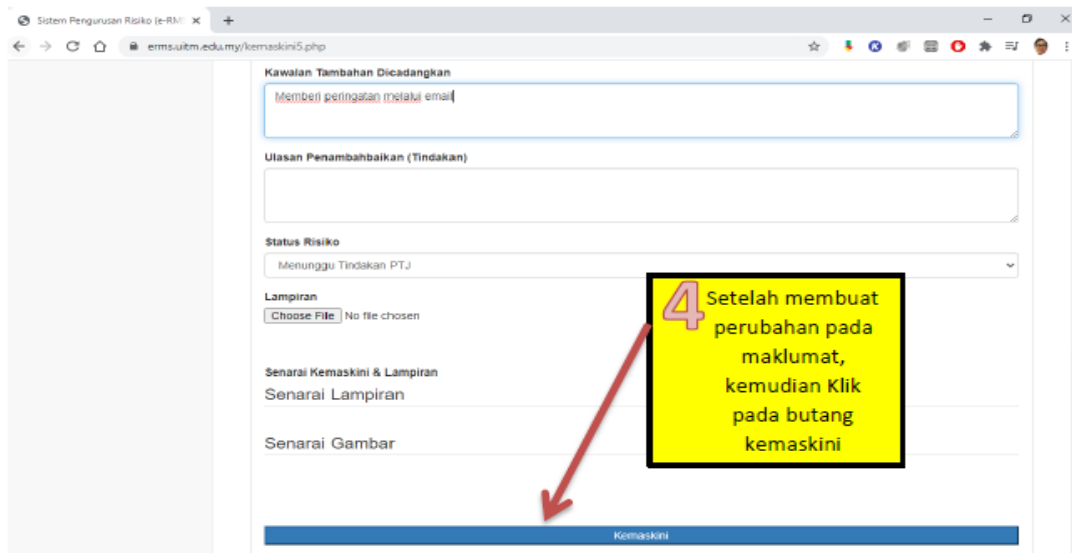 Sistem Pengurusan Risiko (e-RM
erms.uitm.edu.my/kemaskini5.php
Kawalan Tambahan Dicadangkan
Memberi peringatan melalui email
Ulasan Penambahbaikan (Tindakan)
Status Risiko
Menunggu Tindakan PTJ
Lampiran
Choose File No file chosen
4 Setelah membuat
perubahan pada
maklumat,
kemudian Klik
pada butang
kemaskini
Senarai Kemaskini & Lampiran
Senarai Lampiran
Senarai Gambar
Kemaskini